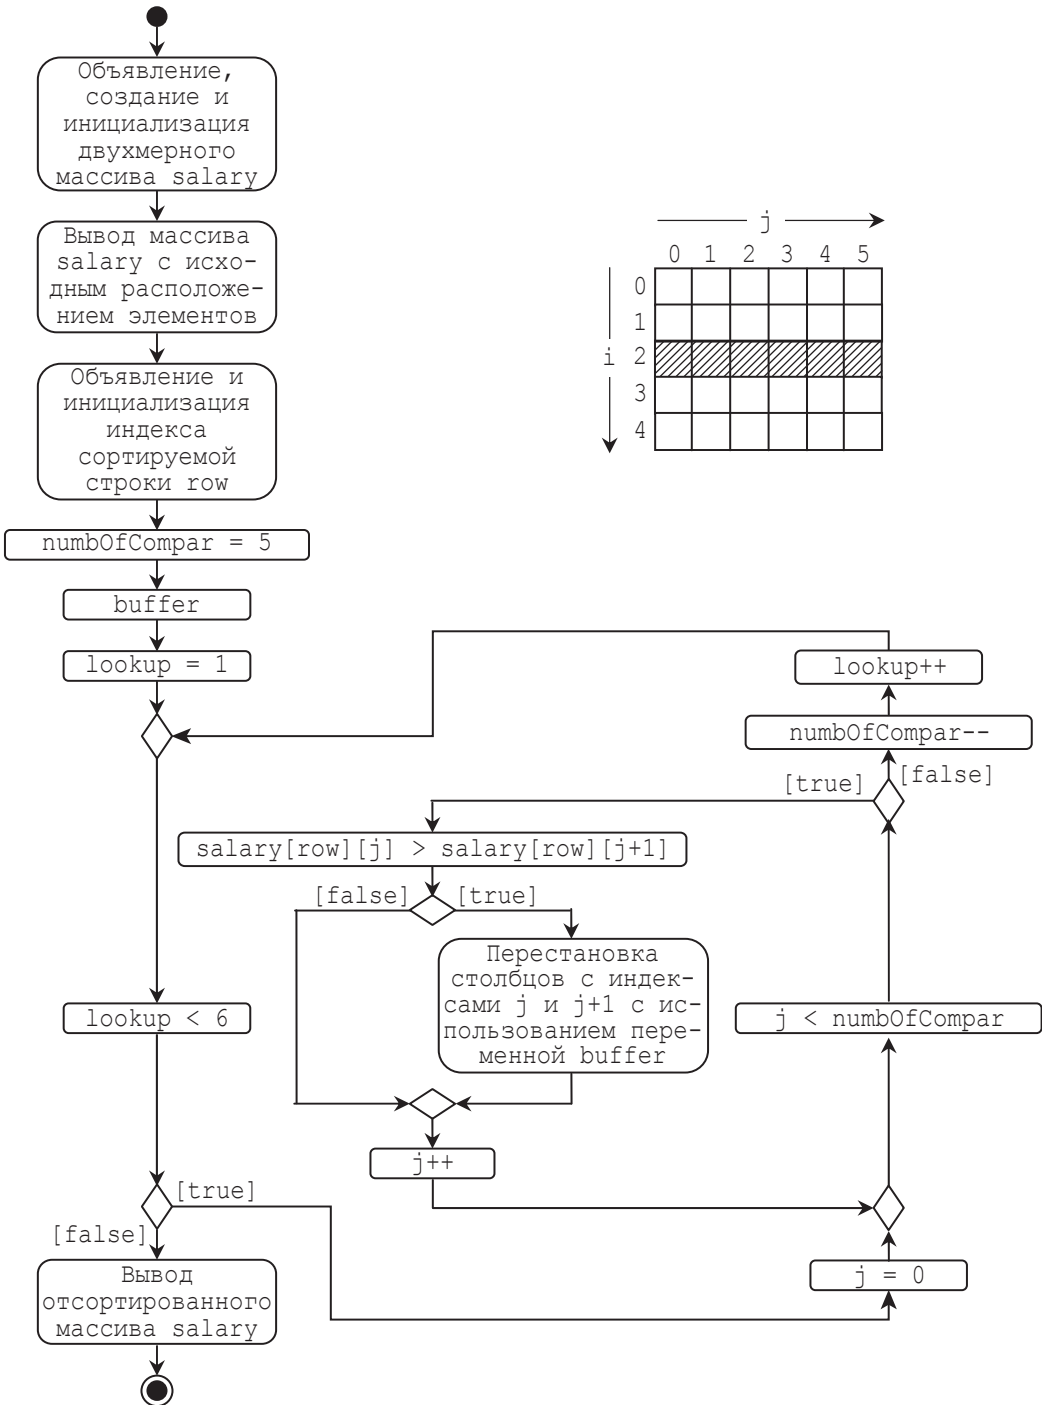 Объявление,
создание и
инициализация
двухмерного
массива salary
Вывод массива
salary с исхо-
дным расположе-
нием элементов
Объявление и
инициализация
индекса
сортируемой
строки row
numbOfCompar = 5
buffer
lookup = 1
j
0 1 2 3 4 5
0
1
i 2
3
4
lookup++
numbOfCompar--
[true] [false]
salary[row][j] > salary[row][j+1]
[false] [true]
Перестановка
столбцов с индек-
сами j и j+1 с ис-
пользованием пере-
менной buffer
lookup < 6
j < numbOfCompar
j++
[true]
[false]
j = 0
Вывод
отсортированного
массива salary